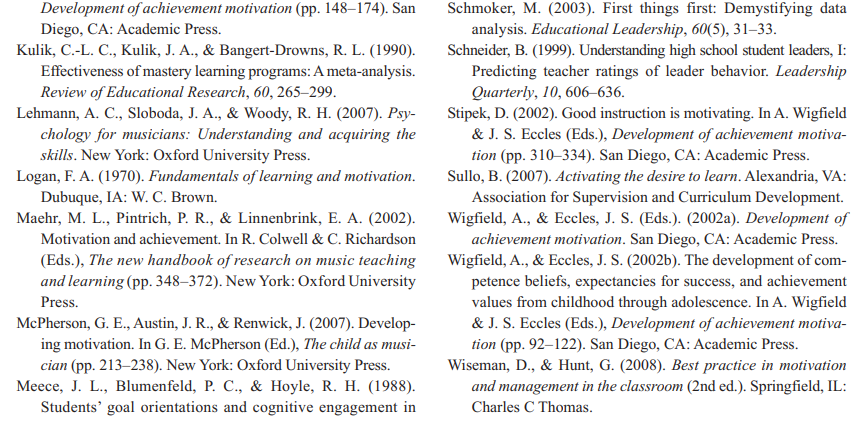 Development of achievement motivation (pp. 148–174). San
Diego, CA: Academic Press.
Kulik, C.-L. C., Kulik, J. A., & Bangert-Drowns, R. L. (1990).
Effectiveness of mastery learning programs: A meta-analysis.
Review of Educational Research, 60, 265–299.
Lehmann, A. C., Sloboda, J. A., & Woody, R. H. (2007). Psy-
chology for musicians: Understanding and acquiring the
skills. New York: Oxford University Press.
Logan, F. A. (1970). Fundamentals of learning and motivation.
Dubuque, IA: W. C. Brown.
Maehr, M. L., Pintrich, P. R., & Linnenbrink, E. A. (2002).
Motivation and achievement. In R. Colwell & C. Richardson
(Eds.), The new handbook of research on music teaching
and learning (pp. 348–372). New York: Oxford University
Press.
McPherson, G. E., Austin, J. R., & Renwick, J. (2007). Develop-
ing motivation. In G. E. McPherson (Ed.), The child as musi-
cian (pp. 213–238). New York: Oxford University Press.
Meece, J. L., Blumenfeld, P. C., & Hoyle, R. H. (1988).
Students' goal orientations and cognitive engagement in
Schmoker, M. (2003). First things first: Demystifying data
analysis. Educational Leadership, 60(5), 31–33.
Schneider, B. (1999). Understanding high school student leaders, I:
Predicting teacher ratings of leader behavior. Leadership
Quarterly, 10, 606–636.
Stipek, D. (2002). Good instruction is motivating. In A. Wigfield
& J. S. Eccles (Eds.), Development of achievement motiva-
tion (pp. 310–334). San Diego, CA: Academic Press.
Sullo, B. (2007). Activating the desire to learn. Alexandria, VA:
Association for Supervision and Curriculum Development.
Wigfield, A., & Eccles, J. S. (Eds.). (2002a). Development of
achievement motivation. San Diego, CA: Academic Press.
Wigfield, A., & Eccles, J. S. (2002b). The development of com-
petence beliefs, expectancies for success, and achievement
values from childhood through adolescence. In A. Wigfield
& J. S. Eccles (Eds.), Development of achievement motiva-
tion (pp. 92–122). San Diego, CA: Academic Press.
Wiseman, D., & Hunt, G. (2008). Best practice in motivation
and management in the classroom (2nd ed.). Springfield, IL:
Charles C Thomas.